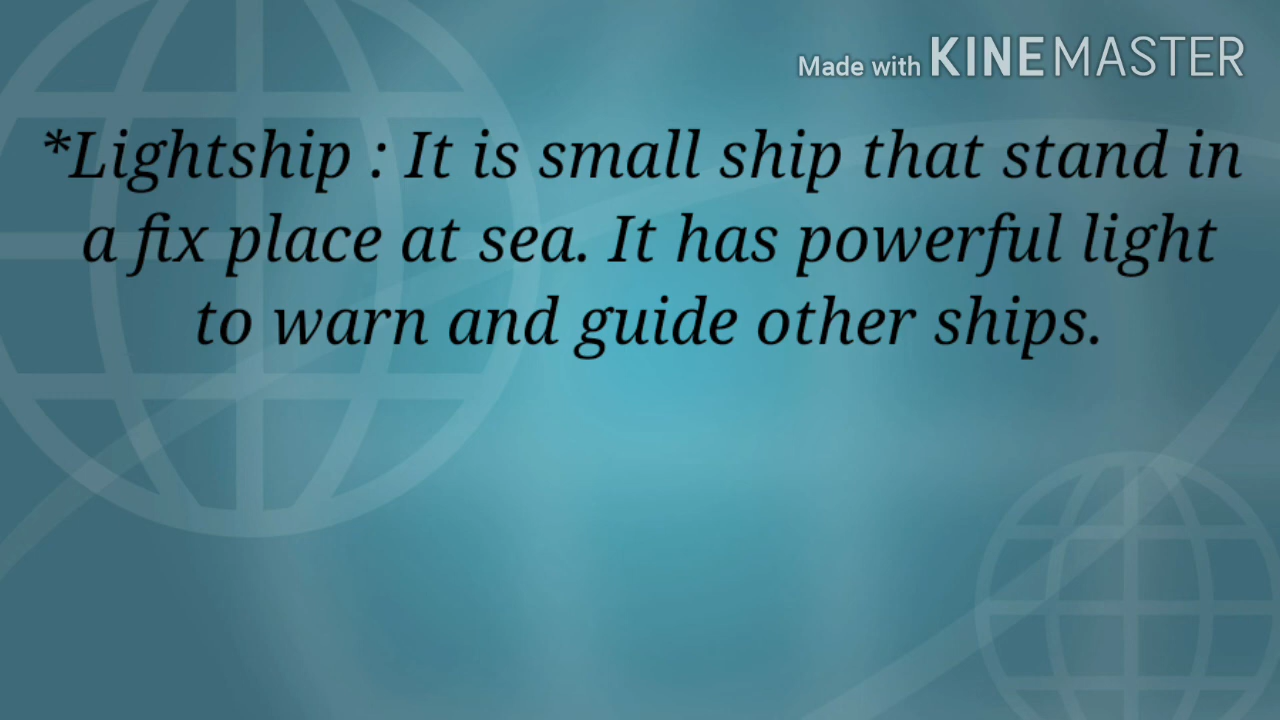 Made with KINEMASTER
*Lightship : It is small ship that stand in
a fix place at sea. It has powerful light
to warn and guide other ships.